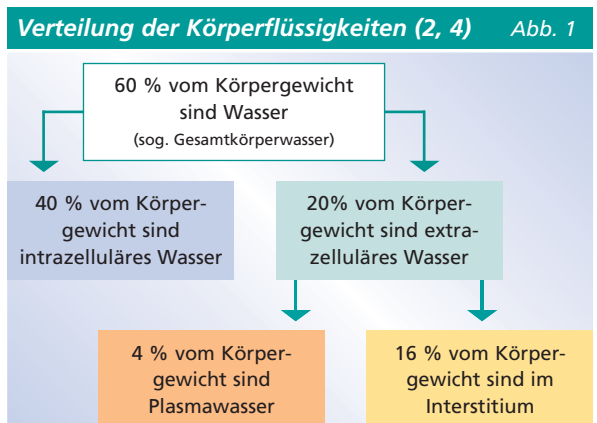 Verteilung der Körperflüssigkeiten (2, 4) Abb. 1
60 % vom Körpergewicht
sind Wasser
(sog. Gesamtkörperwasser)
40 % vom Körper-
gewicht sind
intrazelluläres Wasser
20% vom Körper-
gewicht sind extra-
zelluläres Wasser
4 % vom Körper-
gewicht sind
Plasmawasser
16 % vom Körper-
gewicht sind im
Interstitium